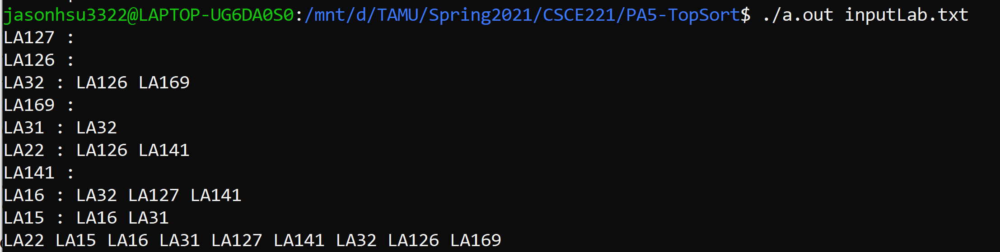 jasonhsu3322@LAPTOP-UG6DA0S0:/mnt/d/TAMU/Spring2021/CSCE221/PA5-TopSort$ ./a.out inputLab.txt
LA127 :
LA126 :
LA32 : LA126 LA169
LA169 :
LA31 : LA32
LA22 : LA126 LA141
LA141 :
LA16 : LA32 LA127 LA141
LA15 : LA16 LA31
LA22 LA15 LA16 LA31 LA127 LA141 LA32 LA126 LA169